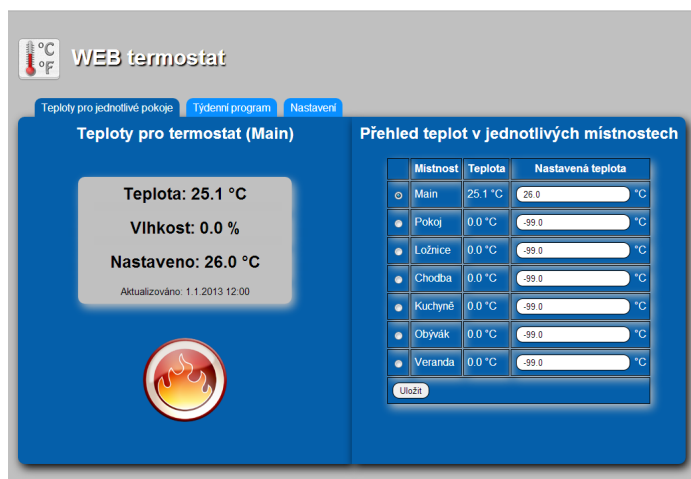 °C
°F
WEB termostat
Teploty pro jednotlivé pokoje Týdenní program Nastavení
Teploty pro termostat (Main)
Teplota: 25.1 °C
Vlhkost: 0.0 %
Nastaveno: 26.0 °C
Aktualizováno: 1.1.2013 12:00
Přehled teplot v jednotlivých místnostech
Místnost Teplota Nastavená teplota
Main 25.1 °C 26.0 °C
Pokoj 0.0 °C -99.0 °C
Ložnice 0.0 °C -99.0 °C
Chodba 0.0 °C -99.0 °C
Kuchyně 0.0 °C -99.0 °C
Obývák 0.0 °C -99.0 °C
Veranda 0.0 °C -99.0 °C
Uložit